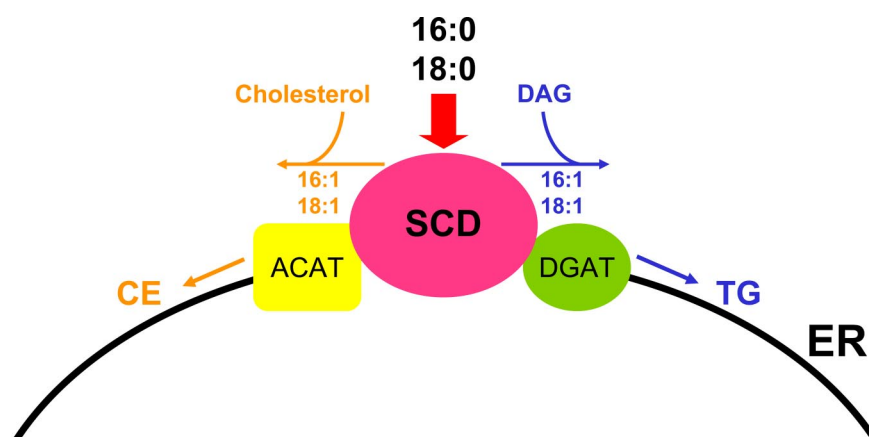 16:0
18:0
Cholesterol
DAG
16:1
18:1
16:1
18:1
SCD
ACAT
DGAT
CE
TG
ER